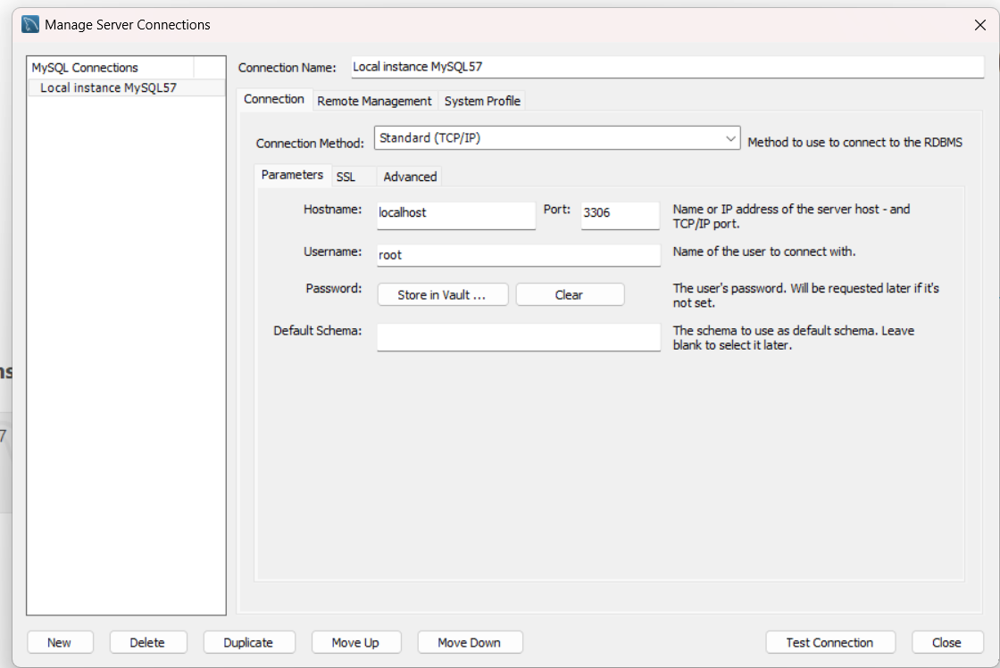 Manage Server Connections
MySQL Connections
Local instance MySQL57
Connection Name: Local instance MySQL57
Connection Remote Management System Profile
Connection Method: Standard (TCP/IP) Method to use to connect to the RDBMS
Parameters SSL Advanced
Hostname: localhost Port: 3306 Name or IP address of the server host - and
TCP/IP port.
Username: root Name of the user to connect with.
Password: Store in Vault ... Clear The user's password. Will be requested later if it's
not set.
Default Schema: The schema to use as default schema. Leave
blank to select it later.
ns
7
New Delete Duplicate Move Up Move Down Test Connection Close